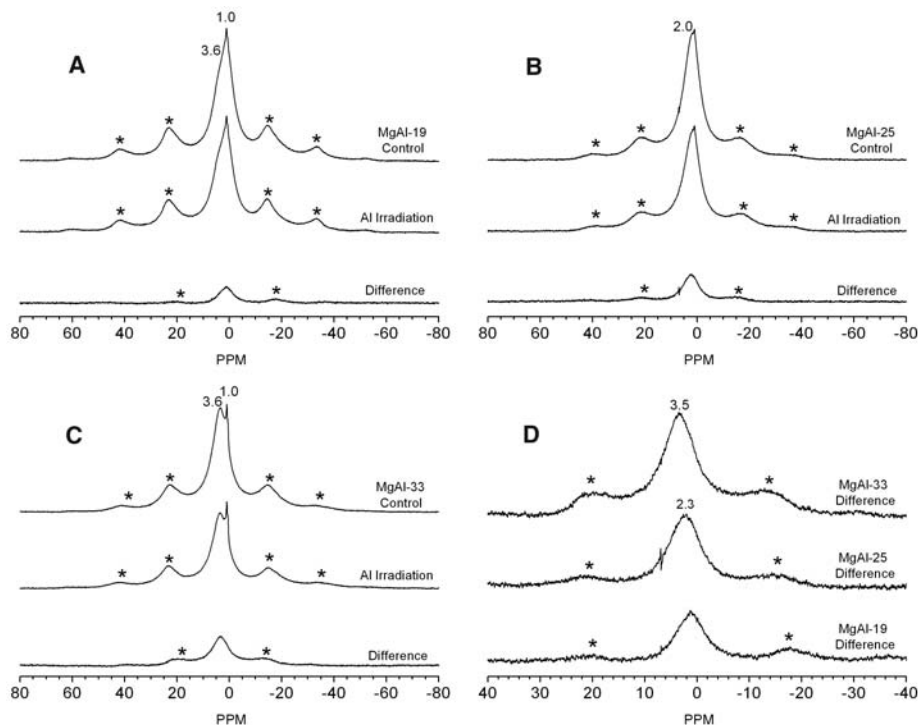 A
1.0
3.6
* * * *
MgAl-19
Control
* * * *
Al Irradiation
* *
Difference
80 60 40 20 0 -20 -40 -60 -80
PPM
B
2.0
* * * *
MgAl-25
Control
* * * *
Al Irradiation
* *
Difference
80 60 40 20 0 -20 -40 -60 -80
PPM
C
1.0
3.6
* * * *
MgAl-33
Control
* * * *
Al Irradiation
* *
Difference
80 60 40 20 0 -20 -40 -60 -80
PPM
D
3.5
* *
MgAl-33
Difference
2.3
* *
MgAl-25
Difference
* *
MgAl-19
Difference
40 30 20 10 0 -10 -20 -30 -40
PPM